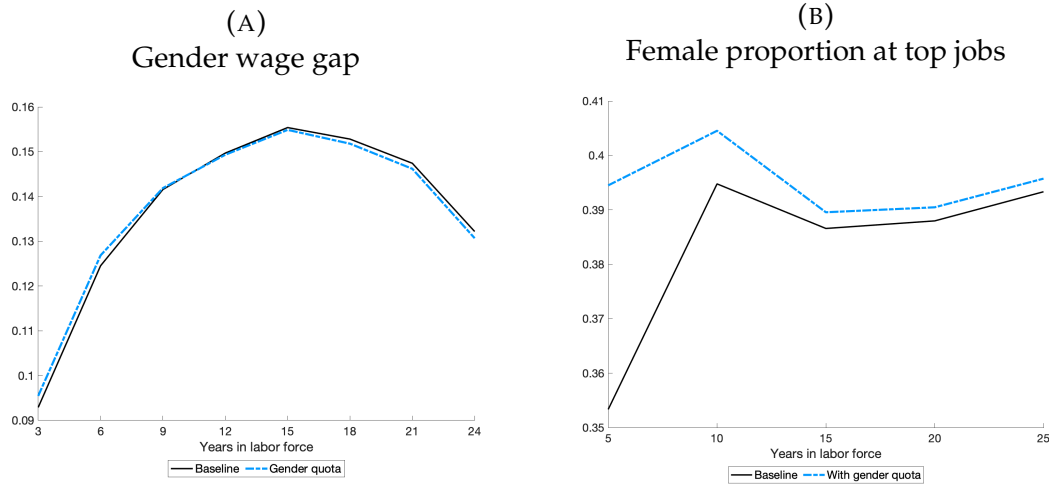 (A)
Gender wage gap
0.16
0.15
0.14
0.13
0.12
0.11
0.1
0.09
3 6 9 12 15 18 21 24
Years in labor force
Baseline Gender quota
(B)
Female proportion at top jobs
0.41
0.4
0.39
0.38
0.37
0.36
0.35
5 10 15 20 25
Years in labor force
Baseline With gender quota